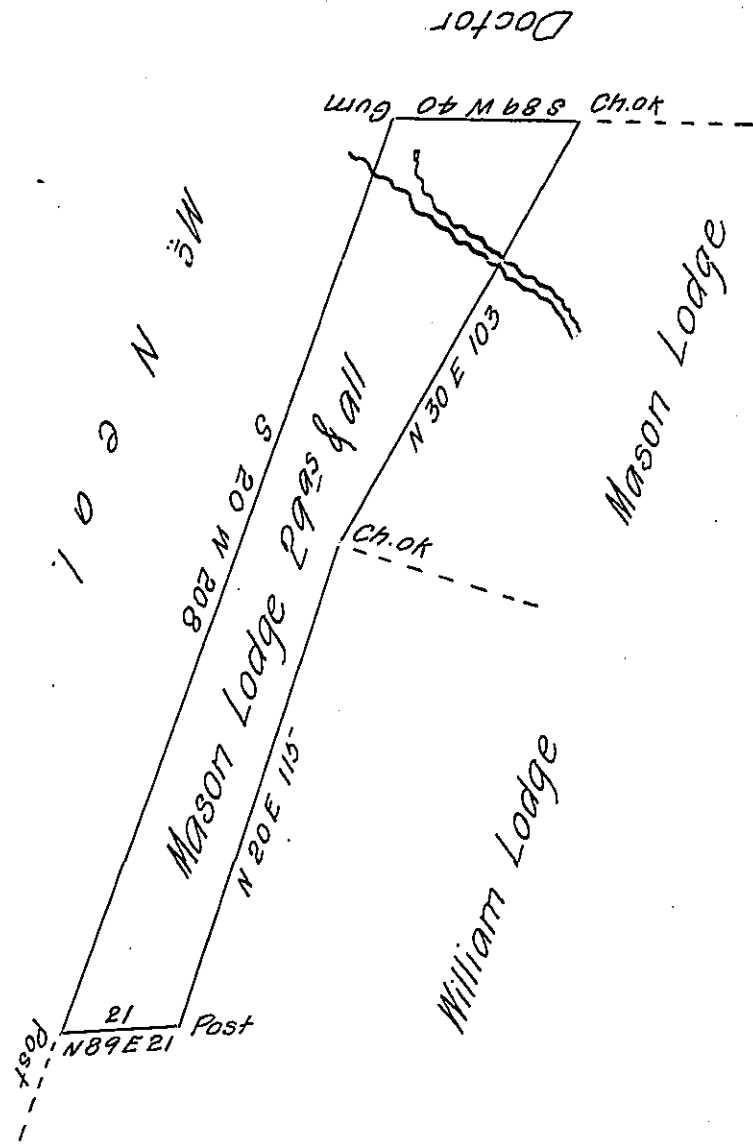 Doctor
Gum
S 89 W 40
Ch.ok
Mc Neal
S 20 W 208
Mason Lodge 29 as & all
N 30 E 103
Mason Lodge
Ch.ok
N 20 E 115
William Lodge
21
Post
N 89 E 21
Post